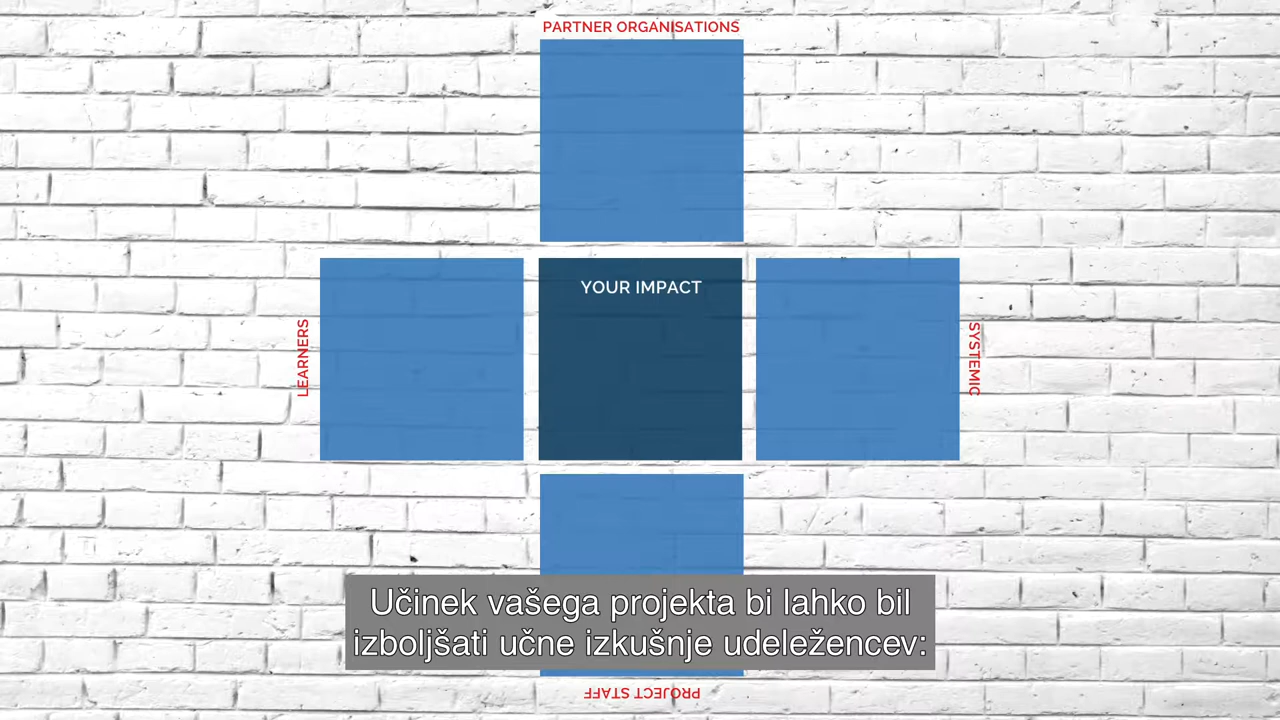 PARTNER ORGANISATIONS
YOUR IMPACT
LEARNERS
SYSTEMIC
Učinek vašega projekta bi lahko bil
izboljšati učne izkušnje udeležencev:
PROJECT STAFF